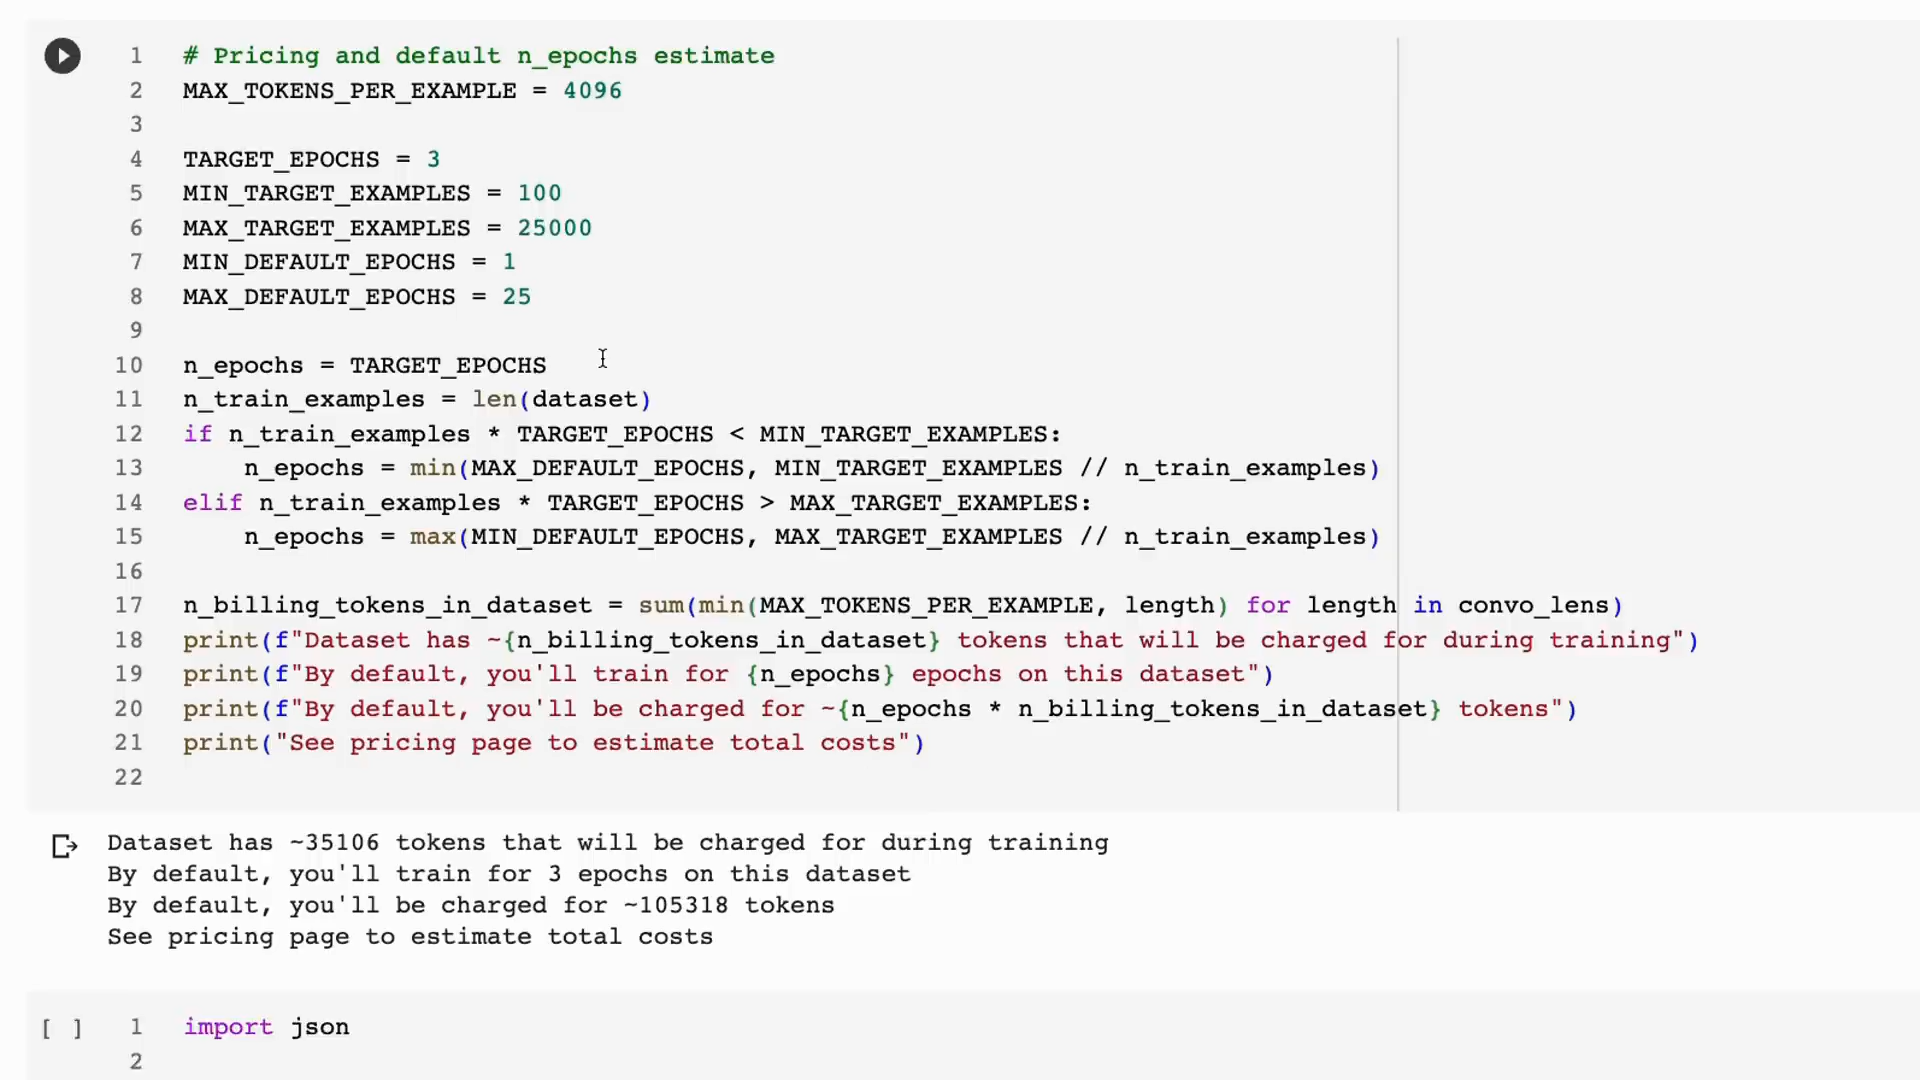 1 # Pricing and default n_epochs estimate
2 MAX_TOKENS_PER_EXAMPLE = 4096
3
4 TARGET_EPOCHS = 3
5 MIN_TARGET_EXAMPLES = 100
6 MAX_TARGET_EXAMPLES = 25000
7 MIN_DEFAULT_EPOCHS = 1
8 MAX_DEFAULT_EPOCHS = 25
9
10 n_epochs = TARGET_EPOCHS
11 n_train_examples = len(dataset)
12 if n_train_examples * TARGET_EPOCHS < MIN_TARGET_EXAMPLES:
13     n_epochs = min(MAX_DEFAULT_EPOCHS, MIN_TARGET_EXAMPLES // n_train_examples)
14 elif n_train_examples * TARGET_EPOCHS > MAX_TARGET_EXAMPLES:
15     n_epochs = max(MIN_DEFAULT_EPOCHS, MAX_TARGET_EXAMPLES // n_train_examples)
16
17 n_billing_tokens_in_dataset = sum(min(MAX_TOKENS_PER_EXAMPLE, length) for length in convo_lens)
18 print(f"Dataset has ~{n_billing_tokens_in_dataset} tokens that will be charged for during training")
19 print(f"By default, you'll train for {n_epochs} epochs on this dataset")
20 print(f"By default, you'll be charged for ~{n_epochs * n_billing_tokens_in_dataset} tokens")
21 print("See pricing page to estimate total costs")
22
Dataset has ~35106 tokens that will be charged for during training
By default, you'll train for 3 epochs on this dataset
By default, you'll be charged for ~105318 tokens
See pricing page to estimate total costs
[ ] 1 import json
2